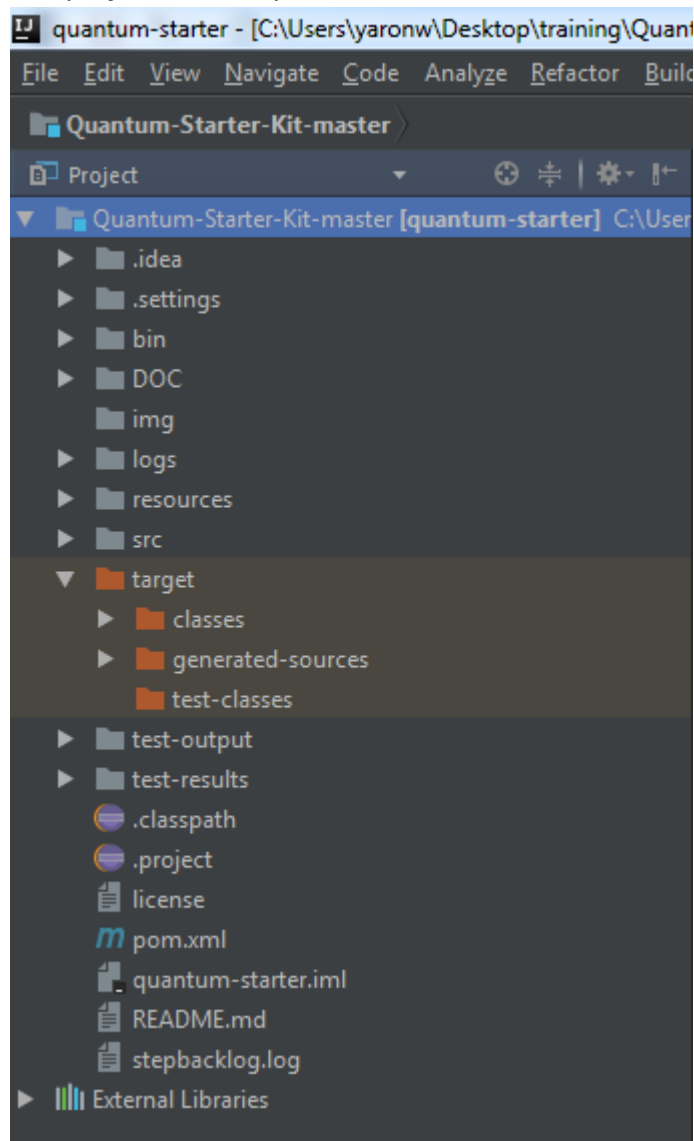 quantum-starter - [C:\Users\yaronw\Desktop\training\Quant
File Edit View Navigate Code Analyze Refactor Build
Quantum-Starter-Kit-master
Project
Quantum-Starter-Kit-master [quantum-starter] C:\User
.idea
.settings
bin
DOC
img
logs
resources
src
target
classes
generated-sources
test-classes
test-output
test-results
.classpath
.project
license
pom.xml
quantum-starter.iml
README.md
stepbacklog.log
External Libraries